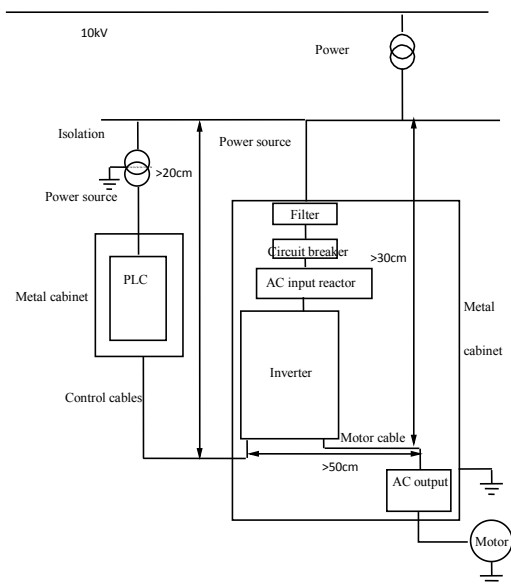 10kV
Power
Isolation
Power source
>20cm
Power source
Filter
Circuit breaker
>30cm
PLC
AC input reactor
Metal cabinet
Metal
cabinet
Inverter
Control cables
Motor cable
>50cm
AC output
Motor